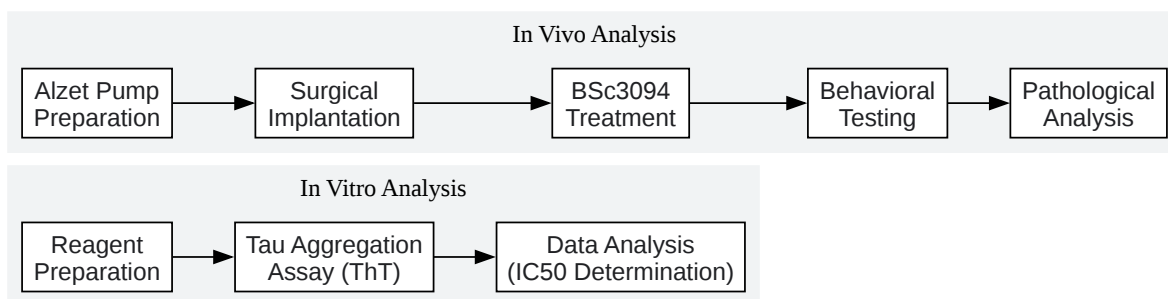 In Vivo Analysis
Alzet Pump
Preparation
Surgical
Implantation
BSc3094
Treatment
Behavioral
Testing
Pathological
Analysis
In Vitro Analysis
Reagent
Preparation
Tau Aggregation
Assay (ThT)
Data Analysis
(IC50 Determination)